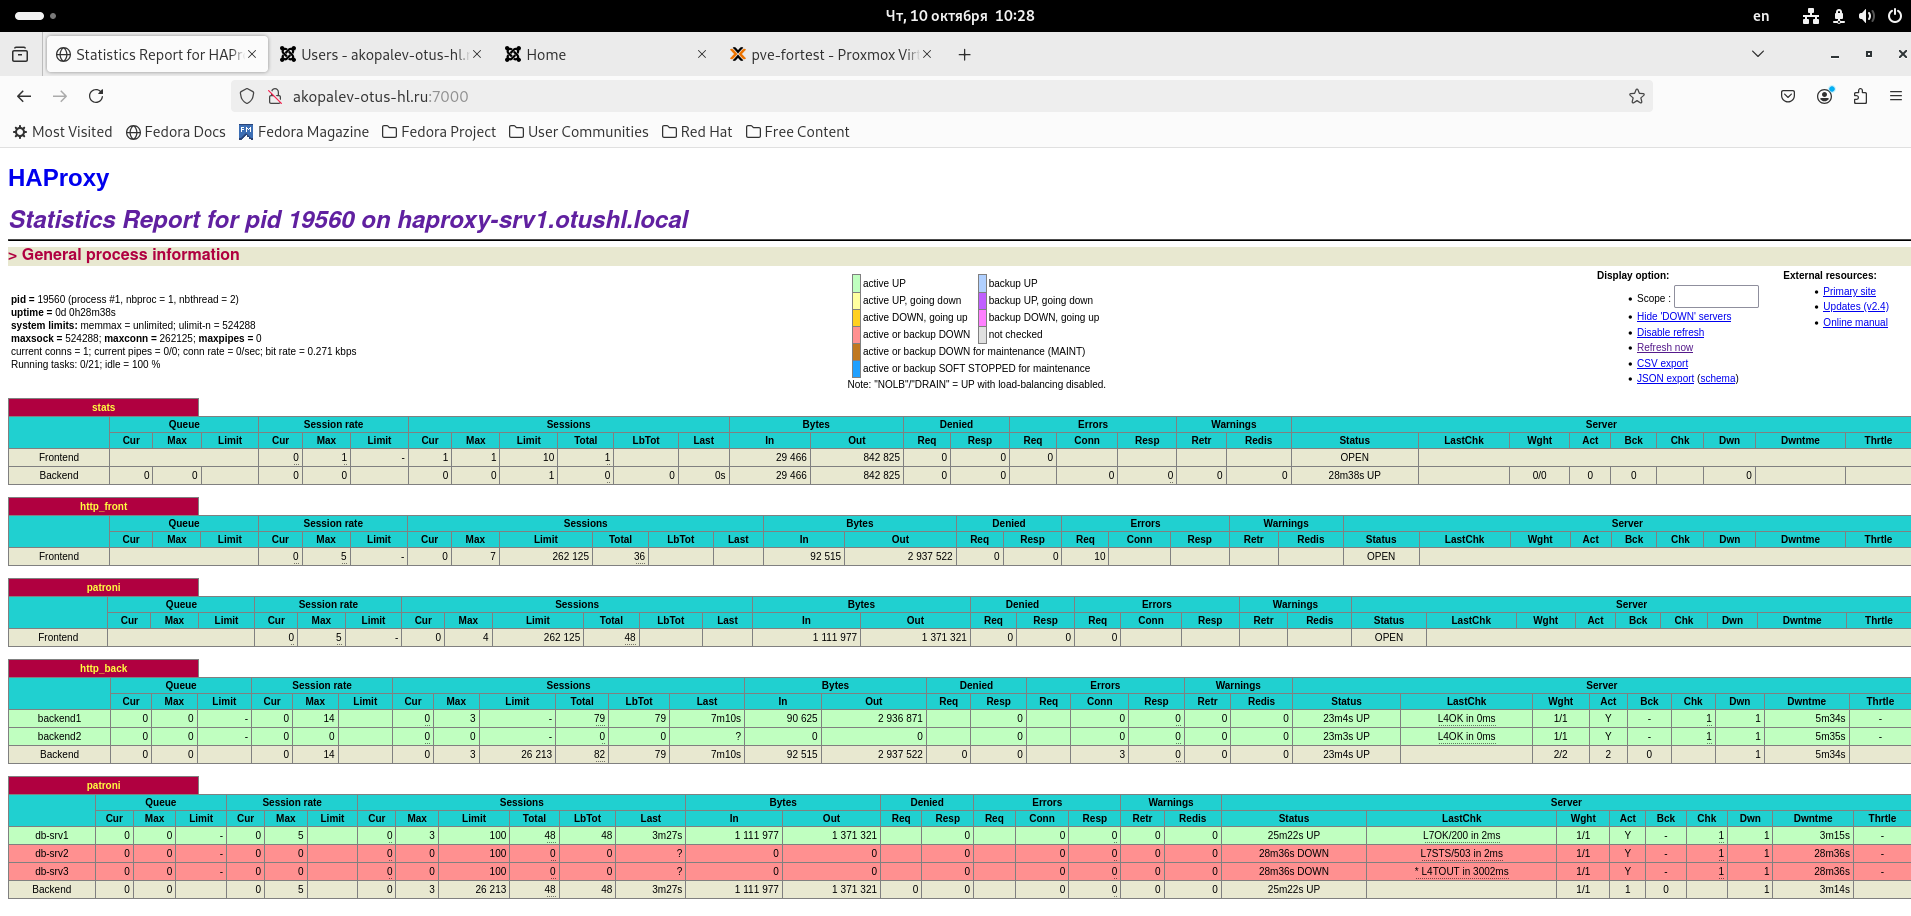 Чт, 10 октября 10:28
en
Statistics Report for HAPr
Users - akopalev-otus-hl.r
Home
pve-fortest - Proxmox Virt
akopalev-otus-hl.ru:7000
Most Visited Fedora Docs Fedora Magazine Fedora Project User Communities Red Hat Free Content
HAProxy
Statistics Report for pid 19560 on haproxy-srv1.otushl.local
> General process information
pid = 19560 (process #1, nbproc = 1, nbthread = 2)
uptime = 0d 0h28m38s
system limits: memmax = unlimited; ulimit-n = 524288
maxsock = 524288; maxconn = 262125; maxpipes = 0
current conns = 1; current pipes = 0/0; conn rate = 0/sec; bit rate = 0.271 kbps
Running tasks: 0/21; idle = 100 %
active UP backup UP
active UP, going down backup UP, going down
active DOWN, going up backup DOWN, going up
active or backup DOWN not checked
active or backup DOWN for maintenance (MAINT)
active or backup SOFT STOPPED for maintenance
Note: "NOLB"/"DRAIN" = UP with load-balancing disabled.
Display option:
Scope :
Hide 'DOWN' servers
Disable refresh
Refresh now
CSV export
JSON export (schema)
External resources:
Primary site
Updates (v2.4)
Online manual
stats
Queue Session rate Sessions Bytes Denied Errors Warnings Server
Cur Max Limit Cur Max Limit Cur Max Limit Total LbTot Last In Out Req Resp Req Conn Resp Retr Redis Status LastChk Wght Act Bck Chk Dwn Dwntme Thrtle
Frontend 0 1 - 1 1 10 1 29 466 842 825 0 0 0 OPEN
Backend 0 0 0 0 0 0 1 0 0 0s 29 466 842 825 0 0 0 0 0 0 28m38s UP 0/0 0 0 0
http_front
Queue Session rate Sessions Bytes Denied Errors Warnings Server
Cur Max Limit Cur Max Limit Cur Max Limit Total LbTot Last In Out Req Resp Req Conn Resp Retr Redis Status LastChk Wght Act Bck Chk Dwn Dwntme Thrtle
Frontend 0 5 - 0 7 262 125 36 92 515 2 937 522 0 0 10 OPEN
patroni
Queue Session rate Sessions Bytes Denied Errors Warnings Server
Cur Max Limit Cur Max Limit Cur Max Limit Total LbTot Last In Out Req Resp Req Conn Resp Retr Redis Status LastChk Wght Act Bck Chk Dwn Dwntme Thrtle
Frontend 0 5 - 0 4 262 125 48 1 111 977 1 371 321 0 0 0 OPEN
http_back
Queue Session rate Sessions Bytes Denied Errors Warnings Server
Cur Max Limit Cur Max Limit Cur Max Limit Total LbTot Last In Out Req Resp Req Conn Resp Retr Redis Status LastChk Wght Act Bck Chk Dwn Dwntme Thrtle
backend1 0 0 - 0 14 0 3 - 79 79 7m10s 90 625 2 936 871 0 0 0 0 0 23m4s UP L4OK in 0ms 1/1 Y - 1 1 5m34s -
backend2 0 0 - 0 0 0 0 - 0 0 ? 0 0 0 0 0 0 0 23m3s UP L4OK in 0ms 1/1 Y - 1 1 5m35s -
Backend 0 0 0 14 0 3 26 213 82 79 7m10s 92 515 2 937 522 0 0 3 0 0 0 23m4s UP 2/2 2 0 1 5m34s
patroni
Queue Session rate Sessions Bytes Denied Errors Warnings Server
Cur Max Limit Cur Max Limit Cur Max Limit Total LbTot Last In Out Req Resp Req Conn Resp Retr Redis Status LastChk Wght Act Bck Chk Dwn Dwntme Thrtle
db-srv1 0 0 - 0 5 0 3 100 48 48 3m27s 1 111 977 1 371 321 0 0 0 0 0 25m22s UP L7OK/200 in 2ms 1/1 Y - 1 1 3m15s -
db-srv2 0 0 - 0 0 0 0 100 0 0 ? 0 0 0 0 0 0 0 28m36s DOWN L7STS/503 in 2ms 1/1 Y - 1 1 28m36s -
db-srv3 0 0 - 0 0 0 0 100 0 0 ? 0 0 0 0 0 0 0 28m36s DOWN * L4TOUT in 3002ms 1/1 Y - 1 1 28m36s -
Backend 0 0 0 5 0 3 26 213 48 48 3m27s 1 111 977 1 371 321 0 0 0 0 0 0 25m22s UP 1/1 1 0 1 3m14s